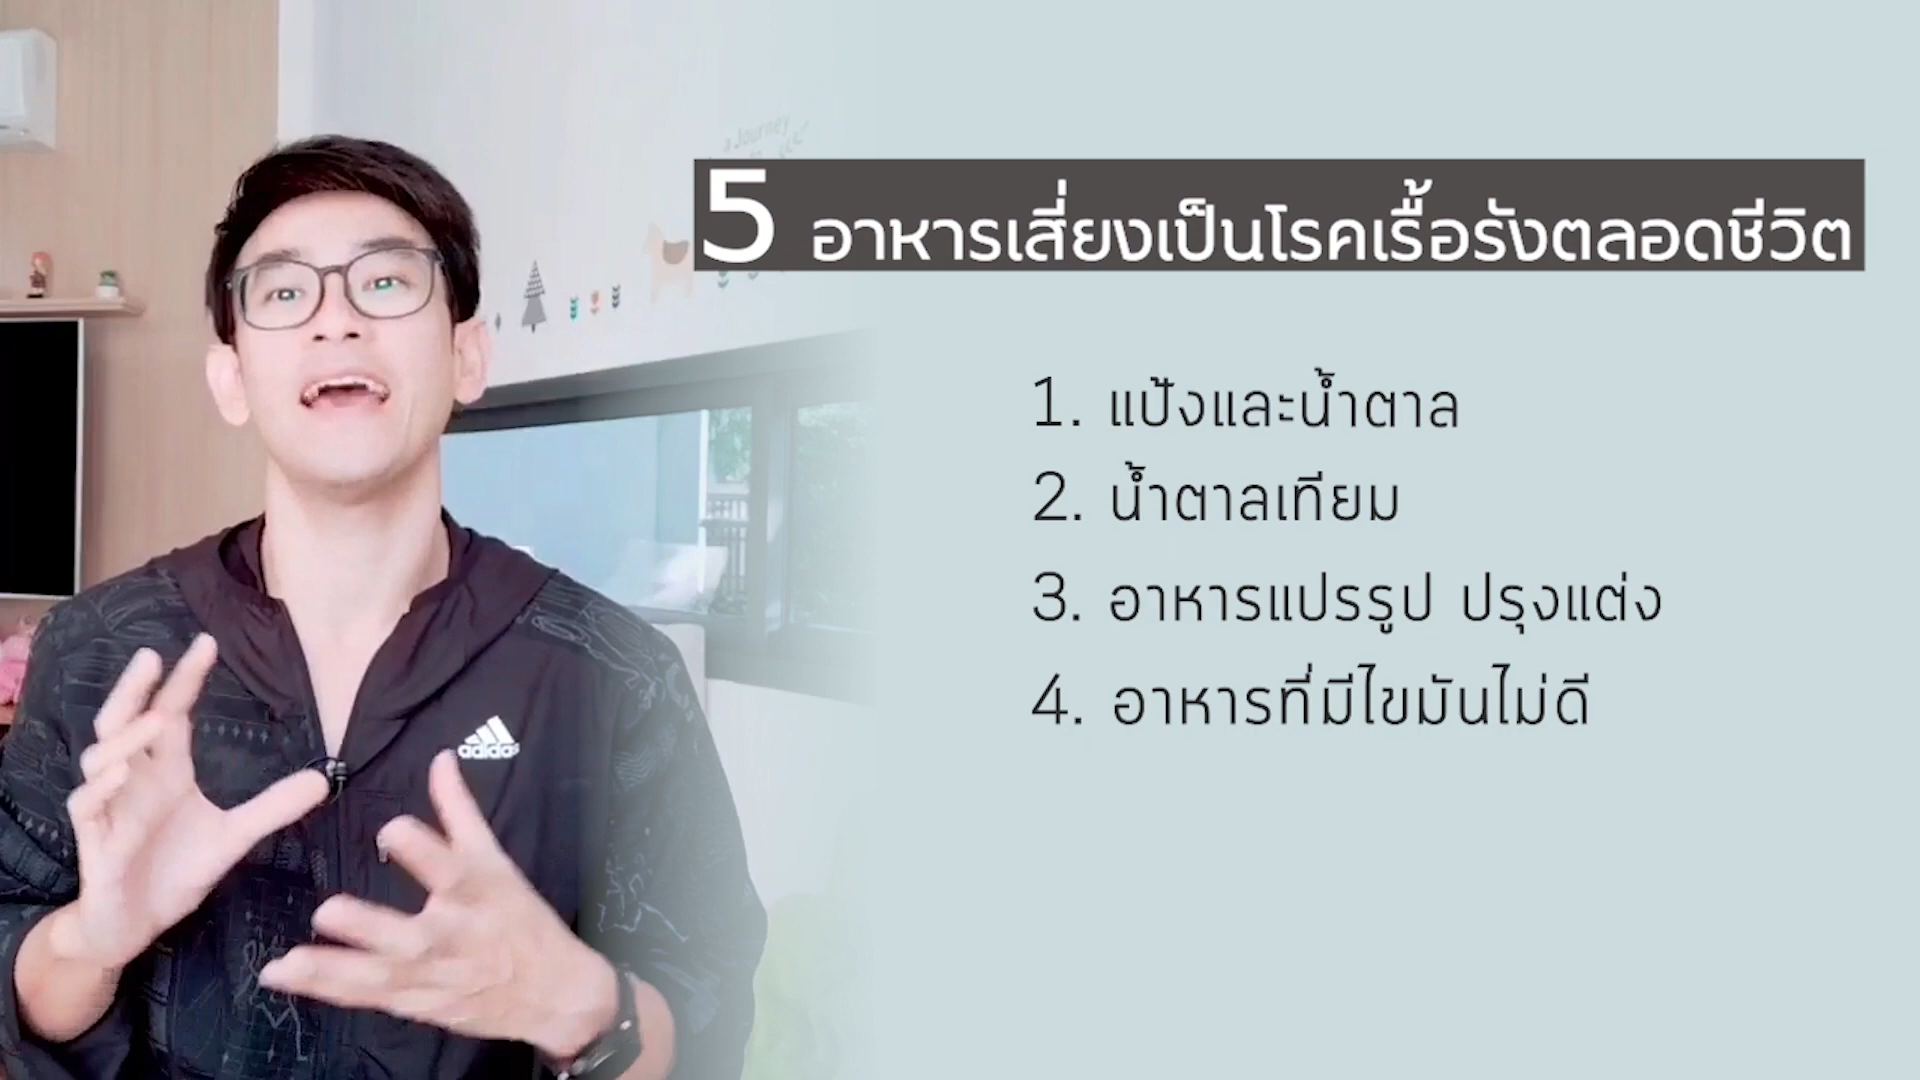 a Journey
5 อาหารเสี่ยงเป็นโรคเรื้อรังตลอดชีวิต
1. แป้งและน้ำตาล
2. น้ำตาลเทียม
3. อาหารแปรรูป ปรุงแต่ง
4. อาหารที่มีไขมันไม่ดี
adidas